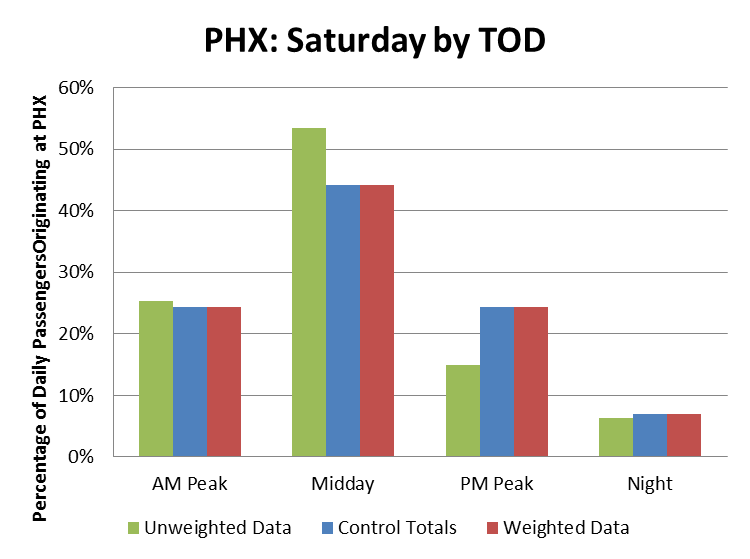 PHX: Saturday by TOD
Percentage of Daily PassengersOriginating at PHX
60%
50%
40%
30%
20%
10%
0%
AM Peak Midday PM Peak Night
Unweighted Data Control Totals Weighted Data